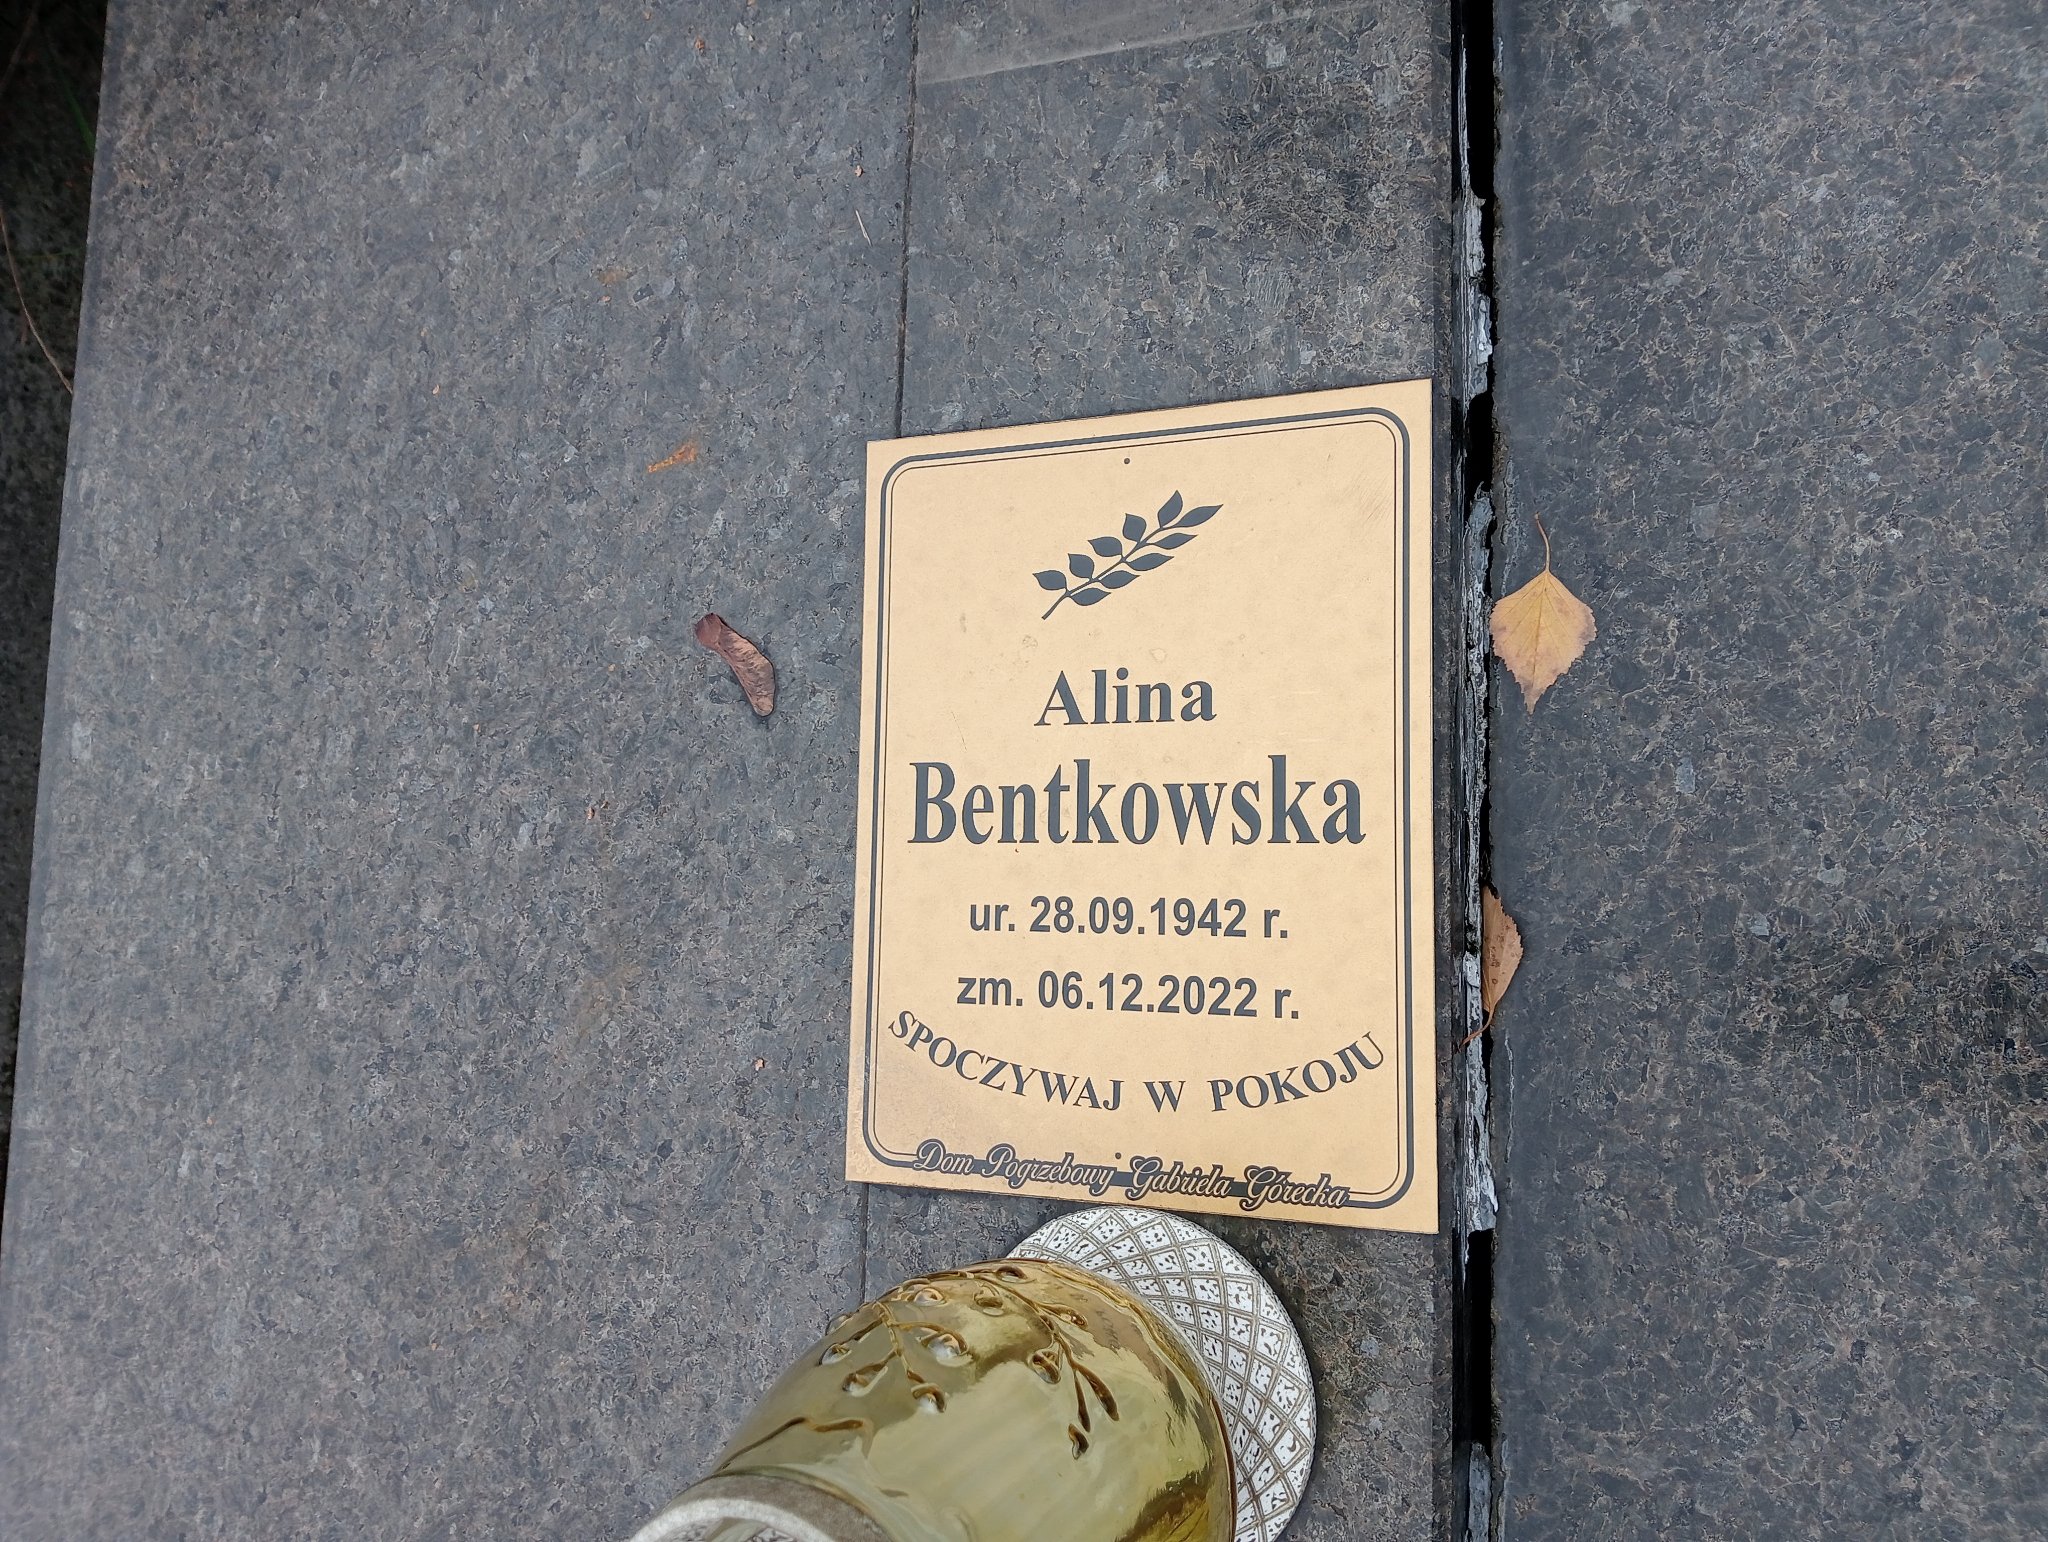 Alina
Bentkowska
ur. 28.09.1942 r.
zm. 06.12.2022 r.
SPOCZYWAJ W POKOJU
Dom Pogrzebowy Gabriela Górecka